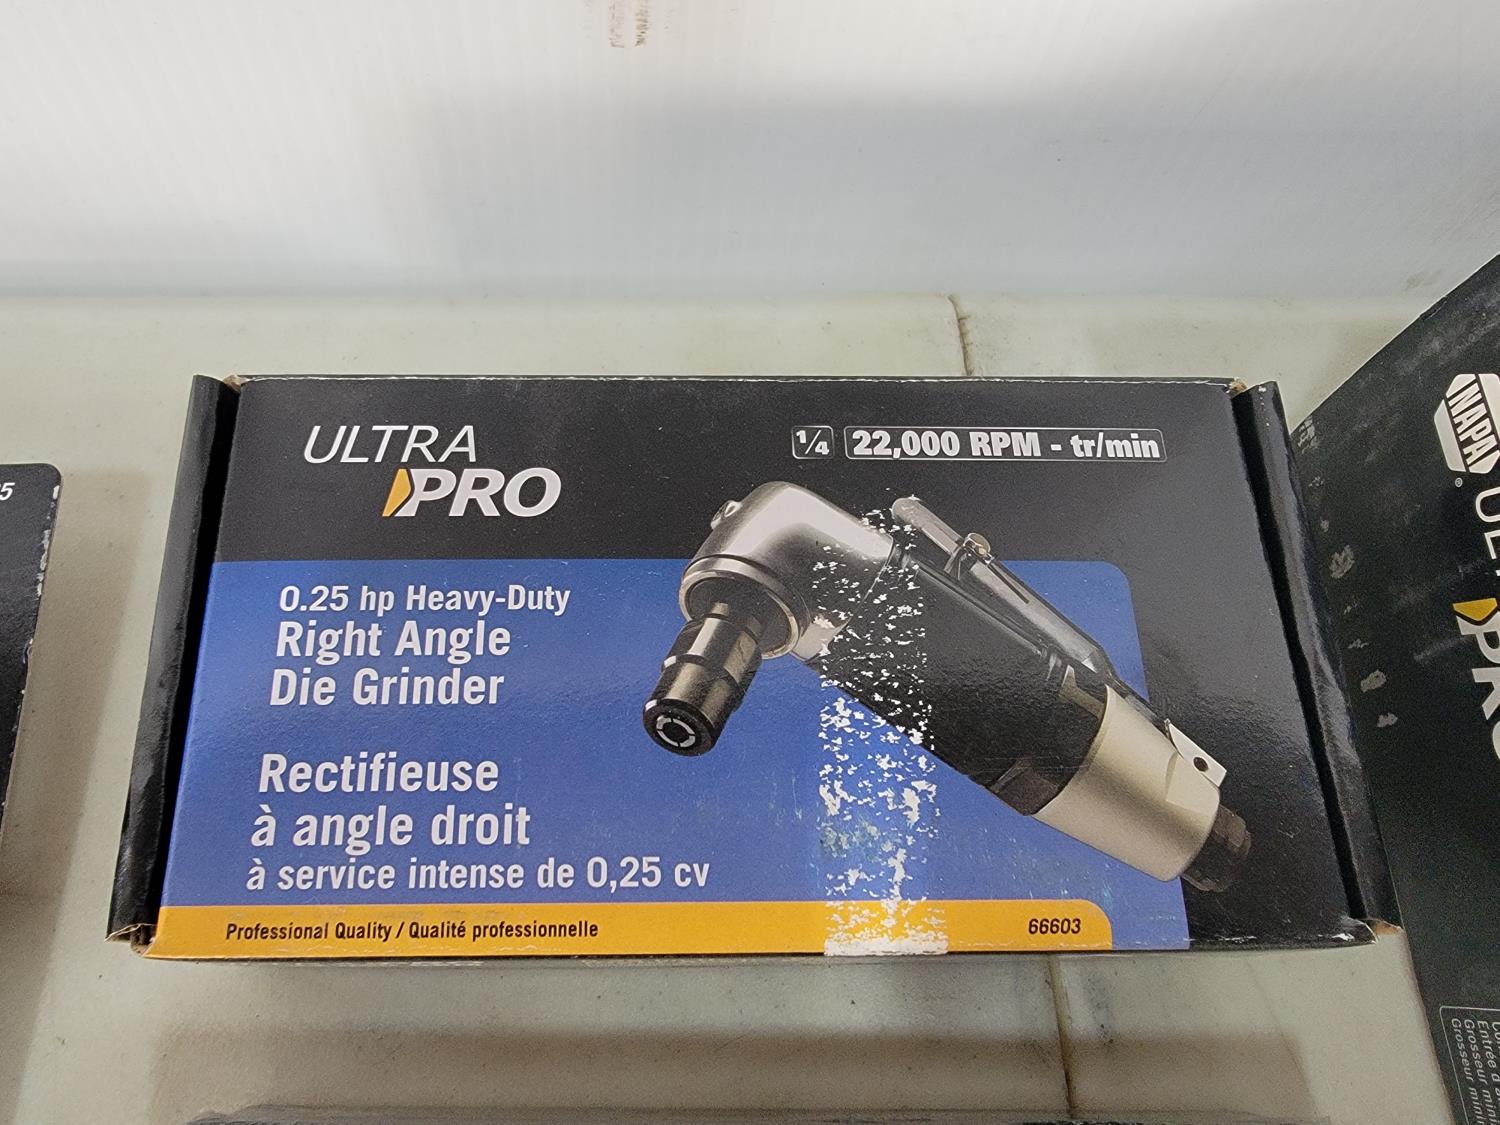 ULTRA
PRO
1/4 22,000 RPM - tr/min
0.25 hp Heavy-Duty
Right Angle
Die Grinder
Rectifieuse
à angle droit
à service intense de 0,25 cv
Professional Quality / Qualité professionnelle
66603
NAPA
®